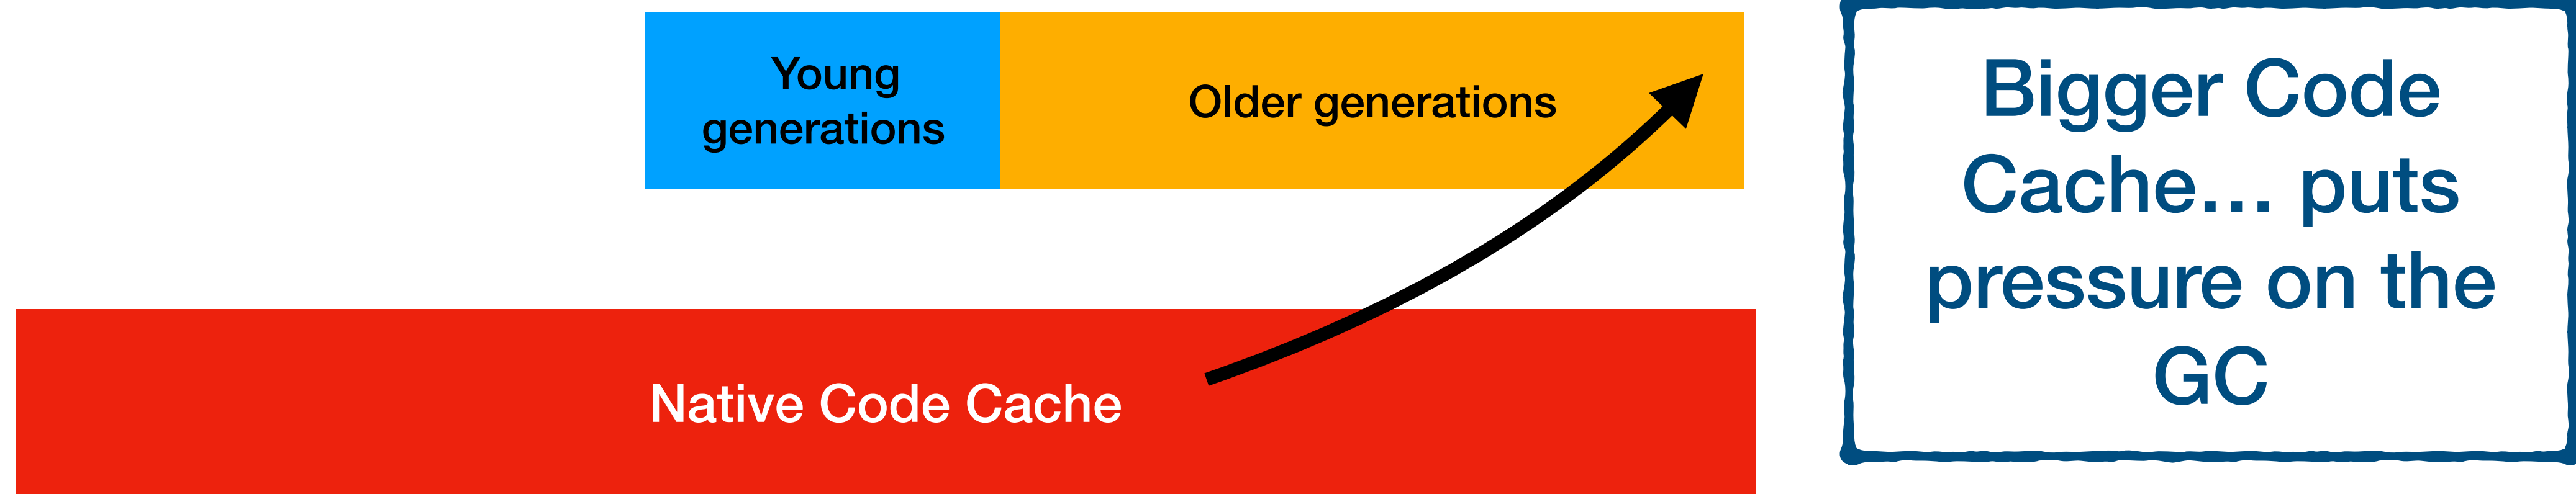 Young
generations
Older generations
Native Code Cache
Bigger Code
Cache... puts
pressure on the
GC